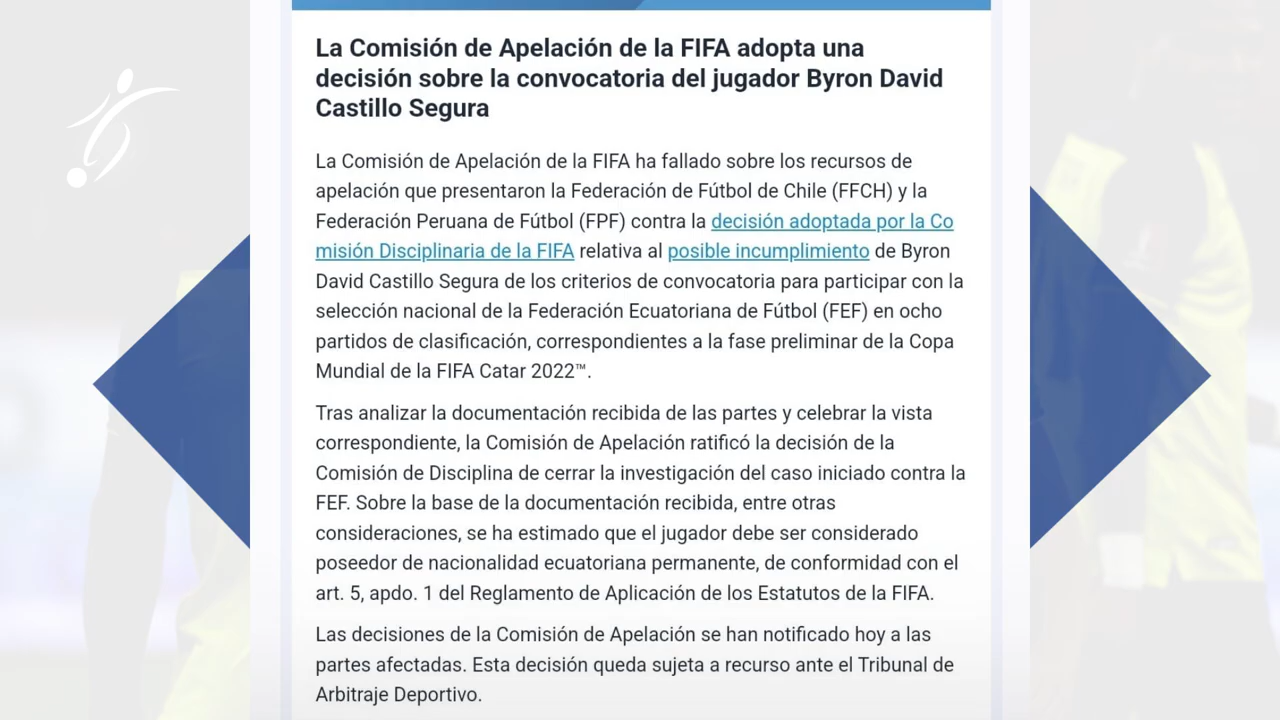 La Comisión de Apelación de la FIFA adopta una
decisión sobre la convocatoria del jugador Byron David
Castillo Segura
La Comisión de Apelación de la FIFA ha fallado sobre los recursos de
apelación que presentaron la Federación de Fútbol de Chile (FFCH) y la
Federación Peruana de Fútbol (FPF) contra la decisión adoptada por la Co
misión Disciplinaria de la FIFA relativa al posible incumplimiento de Byron
David Castillo Segura de los criterios de convocatoria para participar con la
selección nacional de la Federación Ecuatoriana de Fútbol (FEF) en ocho
partidos de clasificación, correspondientes a la fase preliminar de la Copa
Mundial de la FIFA Catar 2022™.
Tras analizar la documentación recibida de las partes y celebrar la vista
correspondiente, la Comisión de Apelación ratificó la decisión de la
Comisión de Disciplina de cerrar la investigación del caso iniciado contra la
FEF. Sobre la base de la documentación recibida, entre otras
consideraciones, se ha estimado que el jugador debe ser considerado
poseedor de nacionalidad ecuatoriana permanente, de conformidad con el
art. 5, apdo. 1 del Reglamento de Aplicación de los Estatutos de la FIFA.
Las decisiones de la Comisión de Apelación se han notificado hoy a las
partes afectadas. Esta decisión queda sujeta a recurso ante el Tribunal de
Arbitraje Deportivo.